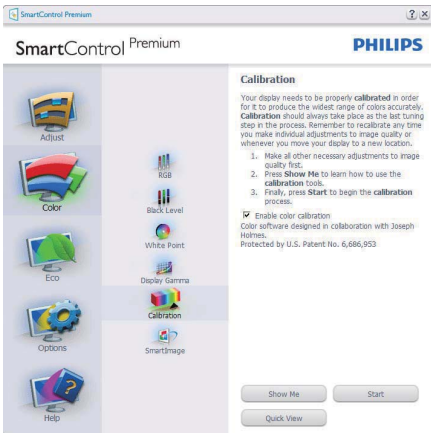 SmartControl Premium
SmartControl Premium
PHILIPS
Adjust
Color
Eco
Options
Help
RGB
Black Level
White Point
Display Gamma
Calibration
SmartImage
Calibration
Your display needs to be properly calibrated in order
for it to produce the widest range of colors accurately.
Calibration should always take place as the last tuning
step in the process. Remember to recalibrate any time
you make individual adjustments to image quality or
whenever you move your display to a new location.
1. Make all other necessary adjustments to image
quality first.
2. Press Show Me to learn how to use the
calibration tools.
3. Finally, press Start to begin the calibration
process.
Enable color calibration
Color software designed in collaboration with Joseph
Holmes.
Protected by U.S. Patent No. 6,686,953
Show Me
Start
Quick View